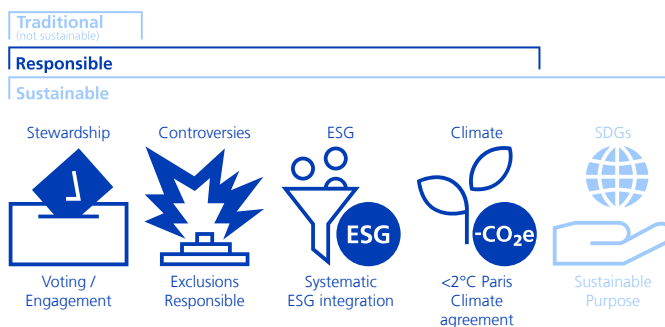 Traditional
(not sustainable)
Responsible
Sustainable
Stewardship
Controversies
ESG
Climate
SDGs
ESG
-CO₂e
Voting /
Engagement
Exclusions
Responsible
Systematic
ESG integration
<2°C Paris
Climate
agreement
Sustainable
Purpose